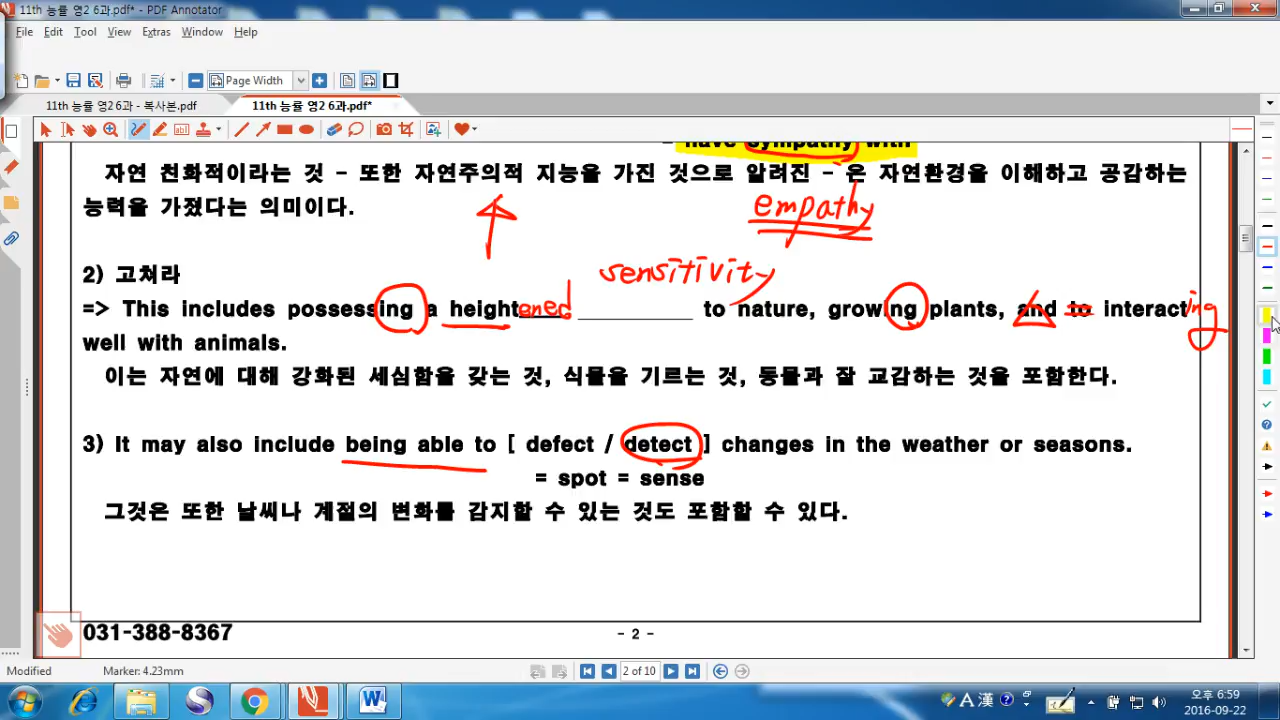 11th 능률 영2 6과.pdf* - PDF Annotator
File Edit Tool View Extras Window Help
Page Width
11th 능률 영2 6과 - 복사본.pdf
11th 능률 영2 6과.pdf*
= have sympathy with
자연 친화적이라는 것 - 또한 자연주의적 지능을 가진 것으로 알려진 - 은 자연환경을 이해하고 공감하는
능력을 가졌다는 의미이다.
empathy
2) 고쳐라
sensitivity
=> This includes possessing a heightened __________ to nature, growing plants, and to interacting
well with animals.
이는 자연에 대해 강화된 세심함을 갖는 것, 식물을 기르는 것, 동물과 잘 교감하는 것을 포함한다.
3) It may also include being able to [ defect / detect ] changes in the weather or seasons.
= spot = sense
그것은 또한 날씨나 계절의 변화를 감지할 수 있는 것도 포함할 수 있다.
031-388-8367
- 2 -
Modified
Marker: 4.23mm
2 of 10
A 漢
오후 6:59
2016-09-22